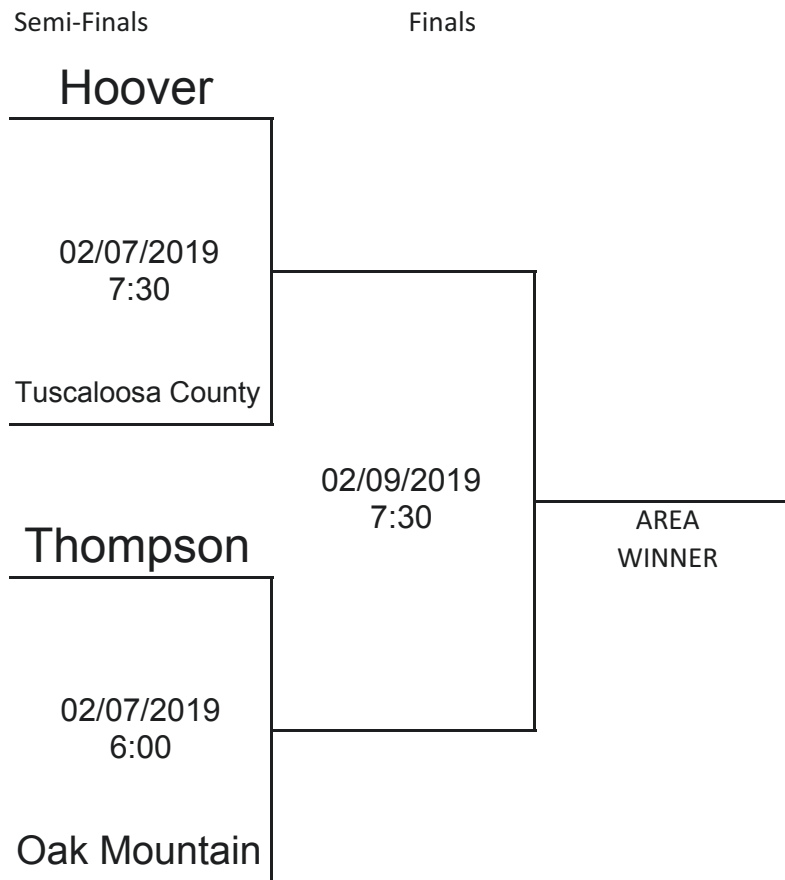 Semi-Finals
Finals
Hoover
02/07/2019
7:30
Tuscaloosa County
02/09/2019
7:30
AREA
WINNER
Thompson
02/07/2019
6:00
Oak Mountain